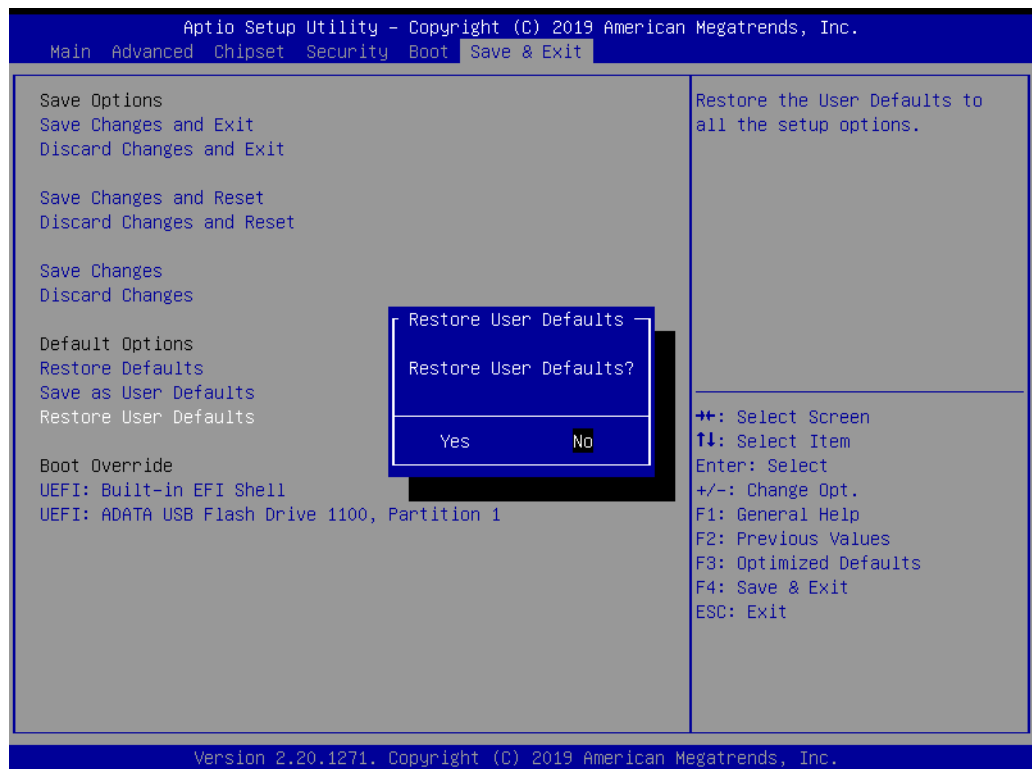 Aptio Setup Utility – Copyright (C) 2019 American Megatrends, Inc.
Main Advanced Chipset Security Boot Save & Exit
Save Options
Save Changes and Exit
Discard Changes and Exit
Save Changes and Reset
Discard Changes and Reset
Save Changes
Discard Changes
Default Options
Restore Defaults
Save as User Defaults
Restore User Defaults
Boot Override
UEFI: Built-in EFI Shell
UEFI: ADATA USB Flash Drive 1100, Partition 1
Restore User Defaults
Restore User Defaults?
Yes No
Restore the User Defaults to
all the setup options.
→←: Select Screen
↑↓: Select Item
Enter: Select
+/-: Change Opt.
F1: General Help
F2: Previous Values
F3: Optimized Defaults
F4: Save & Exit
ESC: Exit
Version 2.20.1271. Copyright (C) 2019 American Megatrends, Inc.